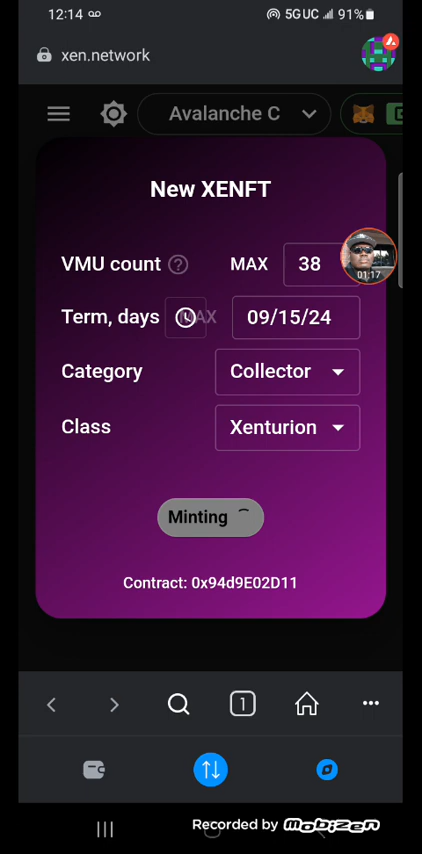 12:14 5G UC 91%
xen.network
Avalanche C
New XENFT
VMU count ? MAX 38
01:17
Term, days MAX 09/15/24
Category Collector
Class Xenturion
Minting
Contract: 0x94d9E02D11
1
Recorded by MOBIZEN